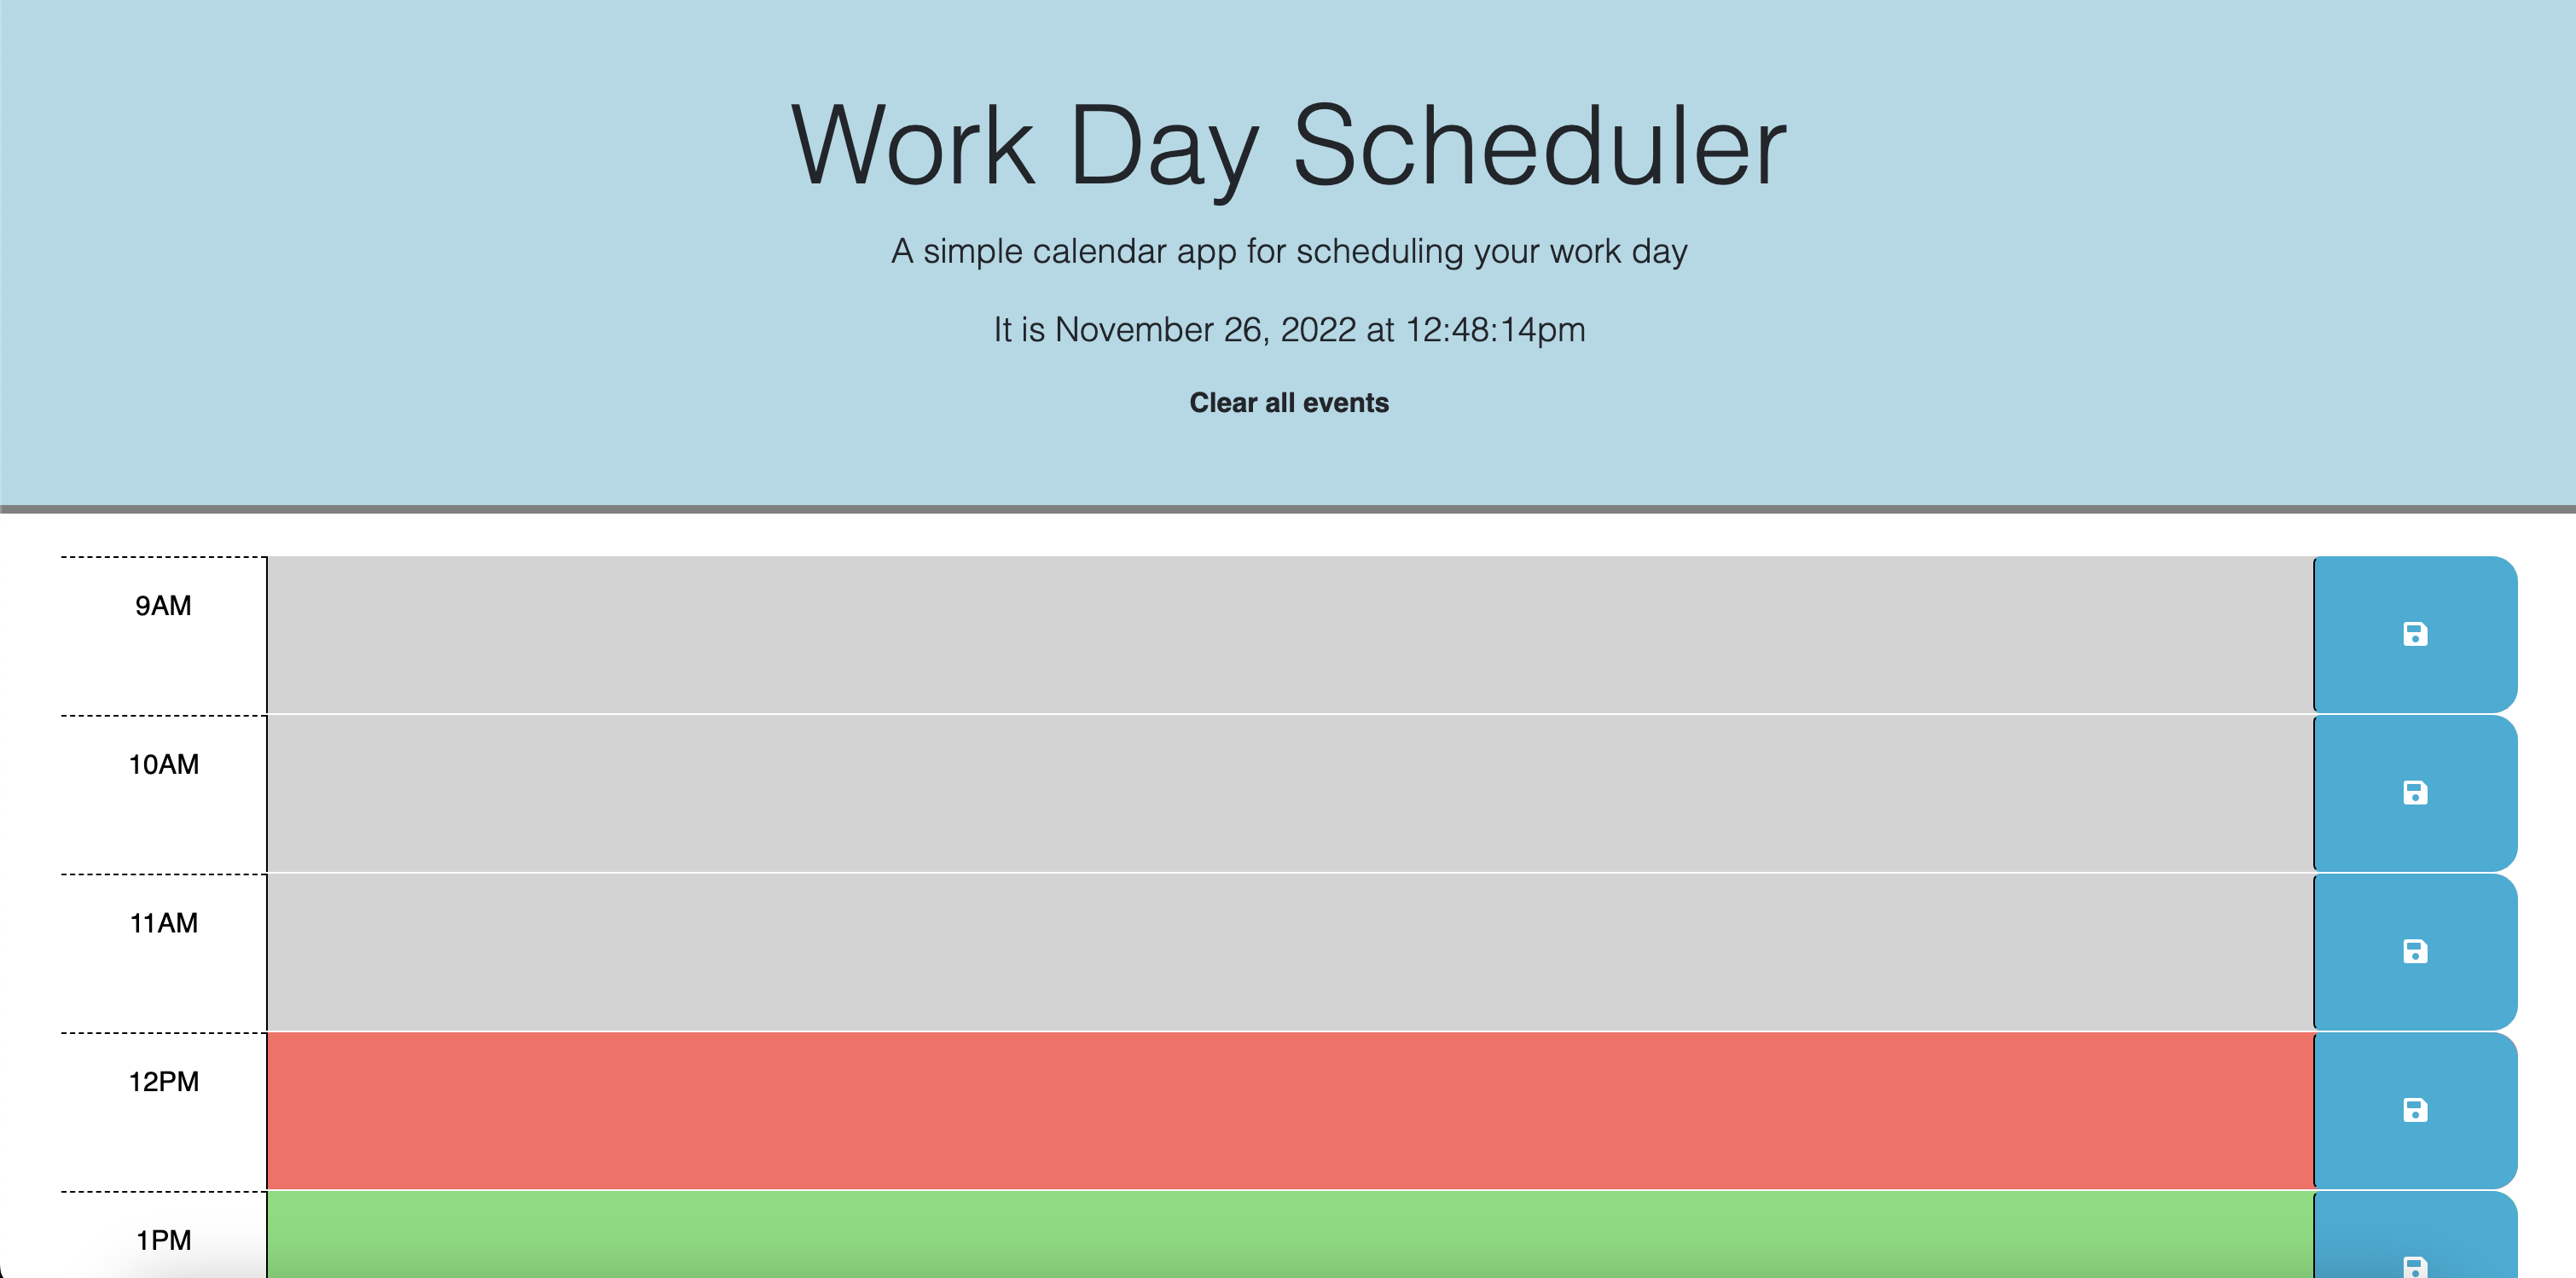 Work Day Scheduler
A simple calendar app for scheduling your work day
It is November 26, 2022 at 12:48:14pm
Clear all events
9AM
10AM
11AM
12PM
1PM